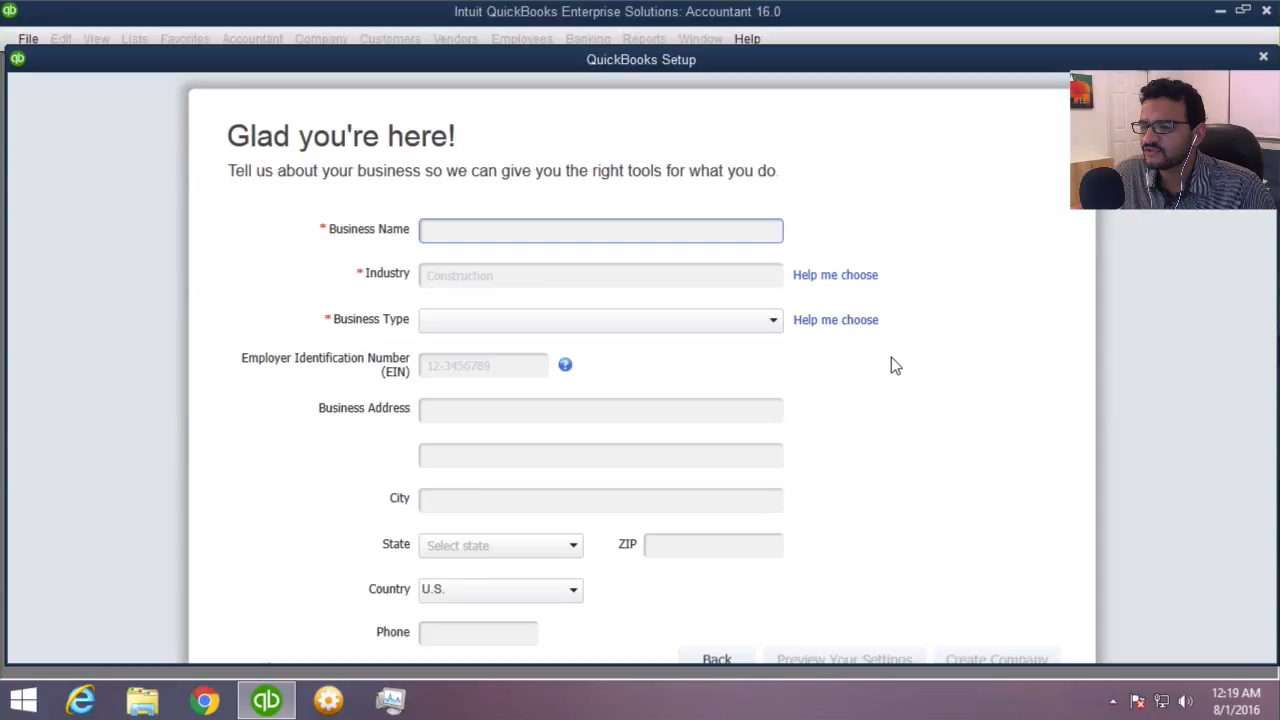 Intuit QuickBooks Enterprise Solutions: Accountant 16.0
File Edit View Lists Favorites Accountant Company Customers Vendors Employees Banking Reports Window Help
QuickBooks Setup
Glad you're here!
Tell us about your business so we can give you the right tools for what you do.
* Business Name
* Industry Construction Help me choose
* Business Type Help me choose
Employer Identification Number (EIN) 12-3456789 ?
Business Address
City
State Select state ZIP
Country U.S.
Phone
Back Preview Your Settings Create Company
12:19 AM
8/1/2016